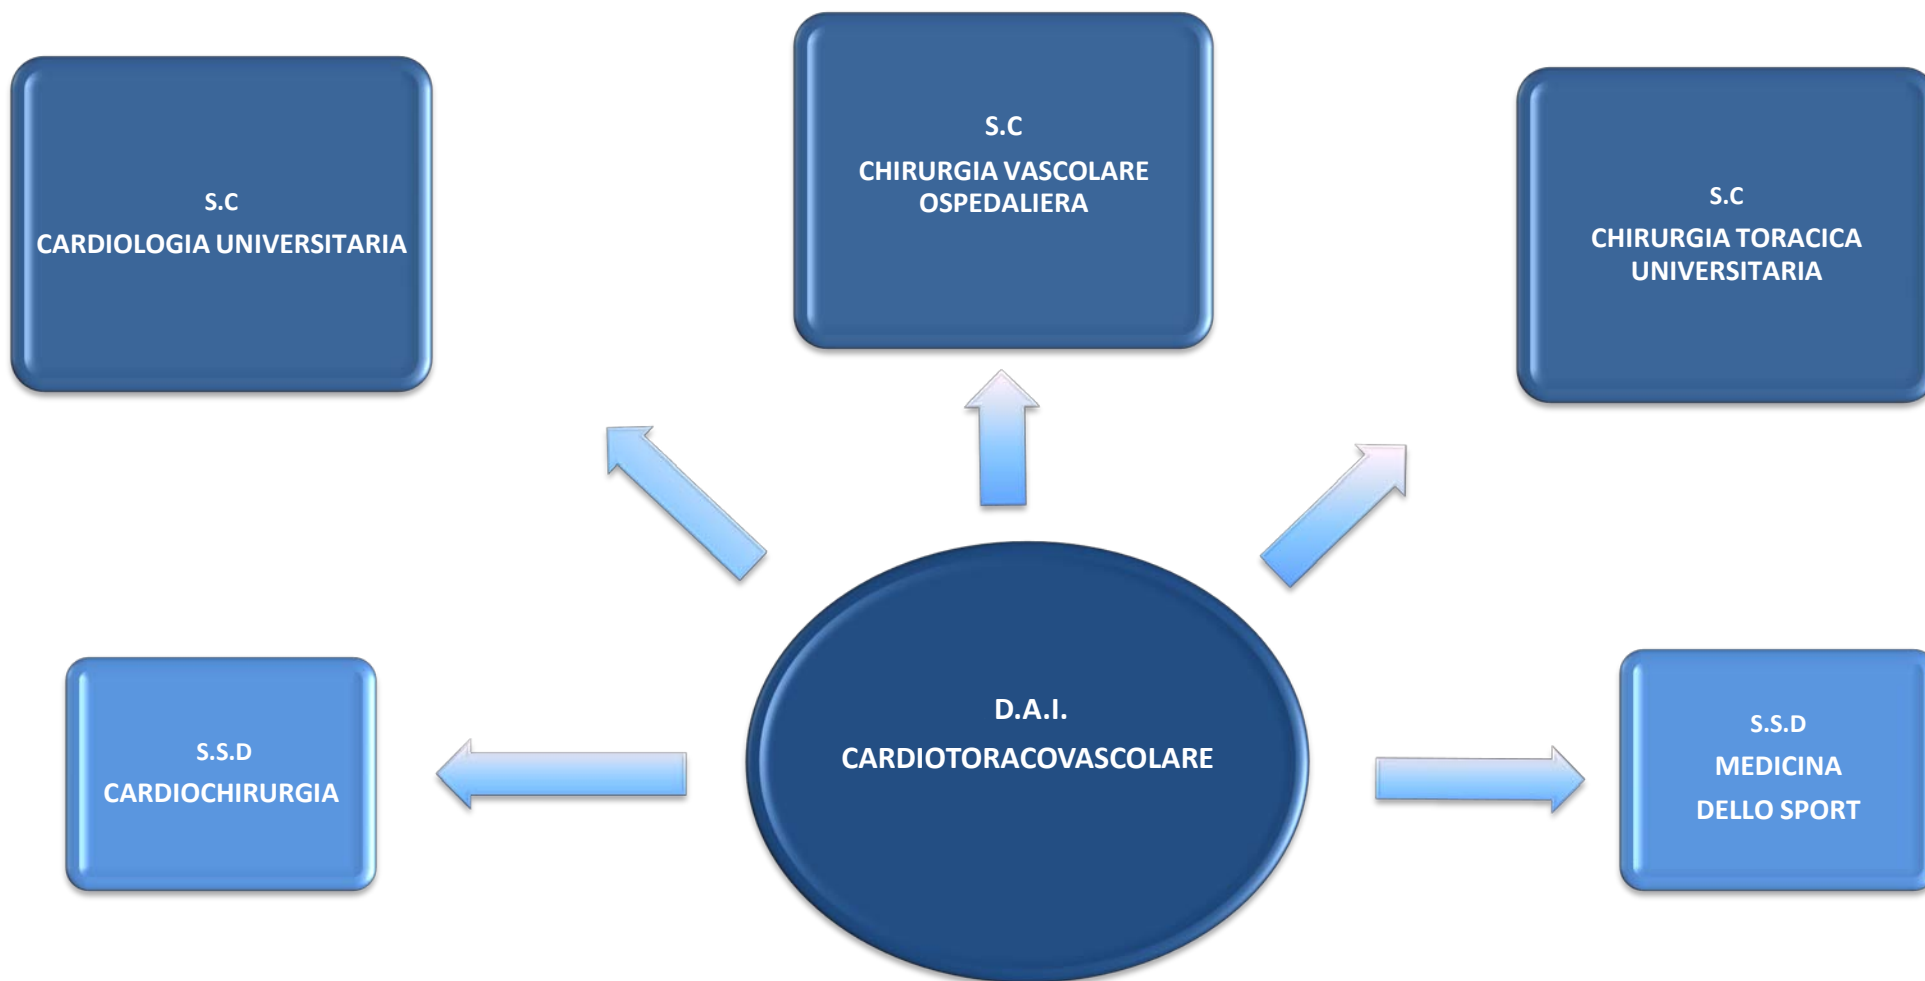 S.C
CARDIOLOGIA UNIVERSITARIA
S.C
CHIRURGIA VASCOLARE
OSPEDALIERA
S.C
CHIRURGIA TORACICA
UNIVERSITARIA
S.S.D
CARDIOCHIRURGIA
D.A.I.
CARDIOTORACOVASCOLARE
S.S.D
MEDICINA
DELLO SPORT